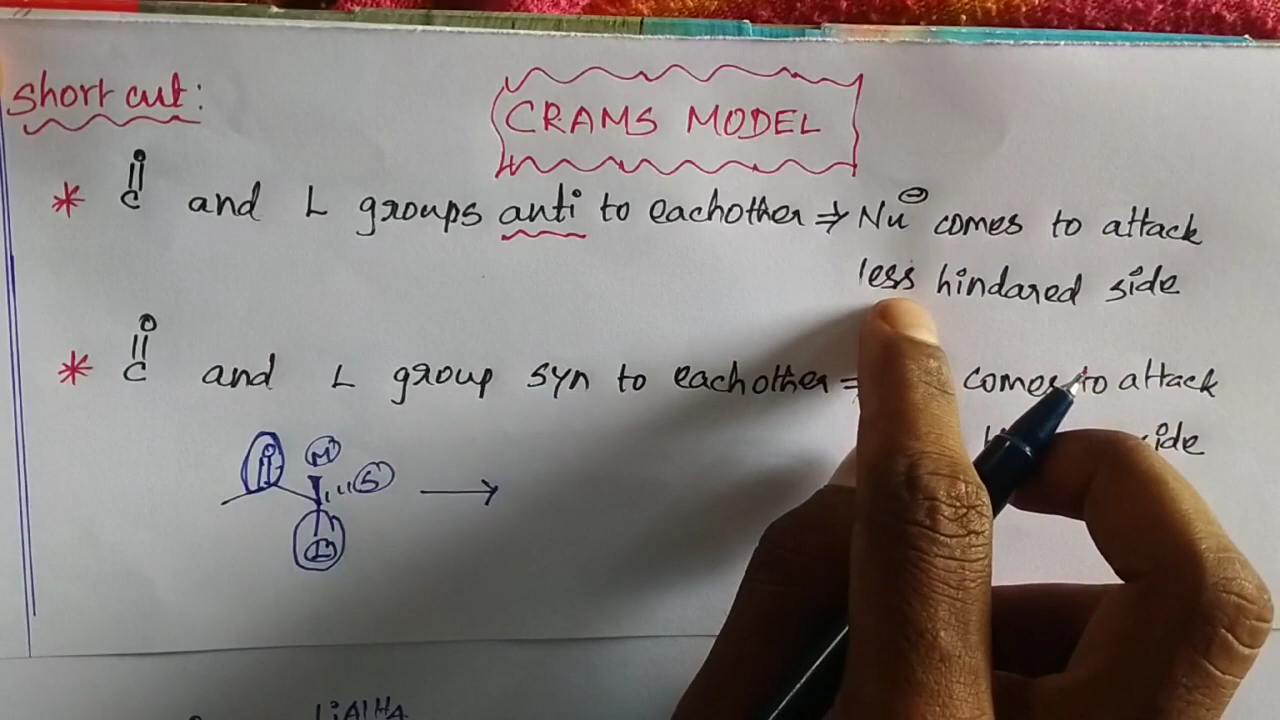 Short cut:
CRAMS MODEL
* O
C and L groups anti to eachother ⇒ Nu⊖ comes to attack
less hindared side
* O
C and L group syn to eachother = comes to attack
side
O M S
L
LiAlH4